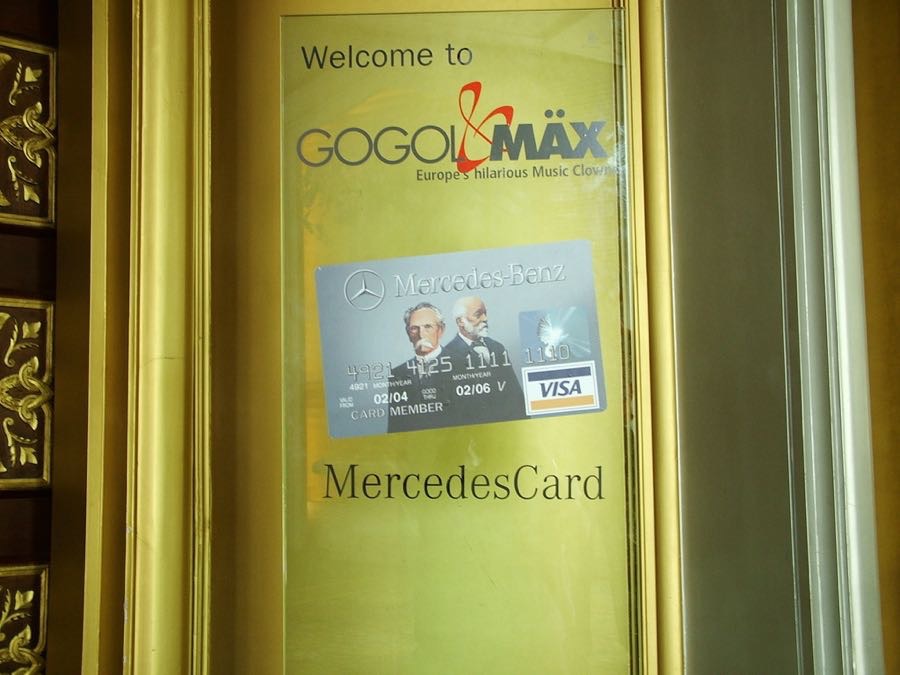 Welcome to
GOGOL & MÄX
Europe's hilarious Music Clowns
Mercedes-Benz
4921 4125 1111 1110
4921 MONTH/YEAR MONTH/YEAR
VALID FROM 02/04 GOOD THRU 02/06 V
CARD MEMBER
VISA
MercedesCard